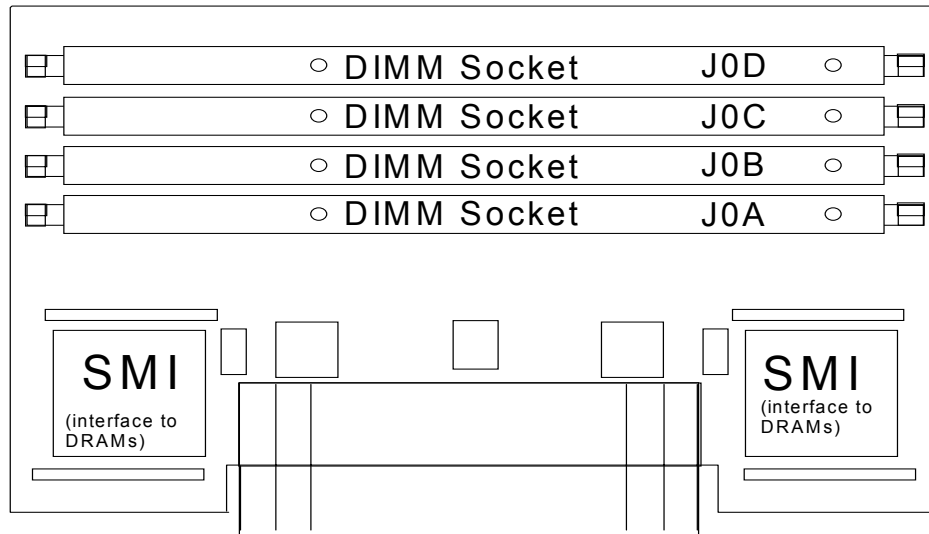 DIMM Socket J0D
DIMM Socket J0C
DIMM Socket J0B
DIMM Socket J0A
SMI
(interface to
DRAMs)
SMI
(interface to
DRAMs)